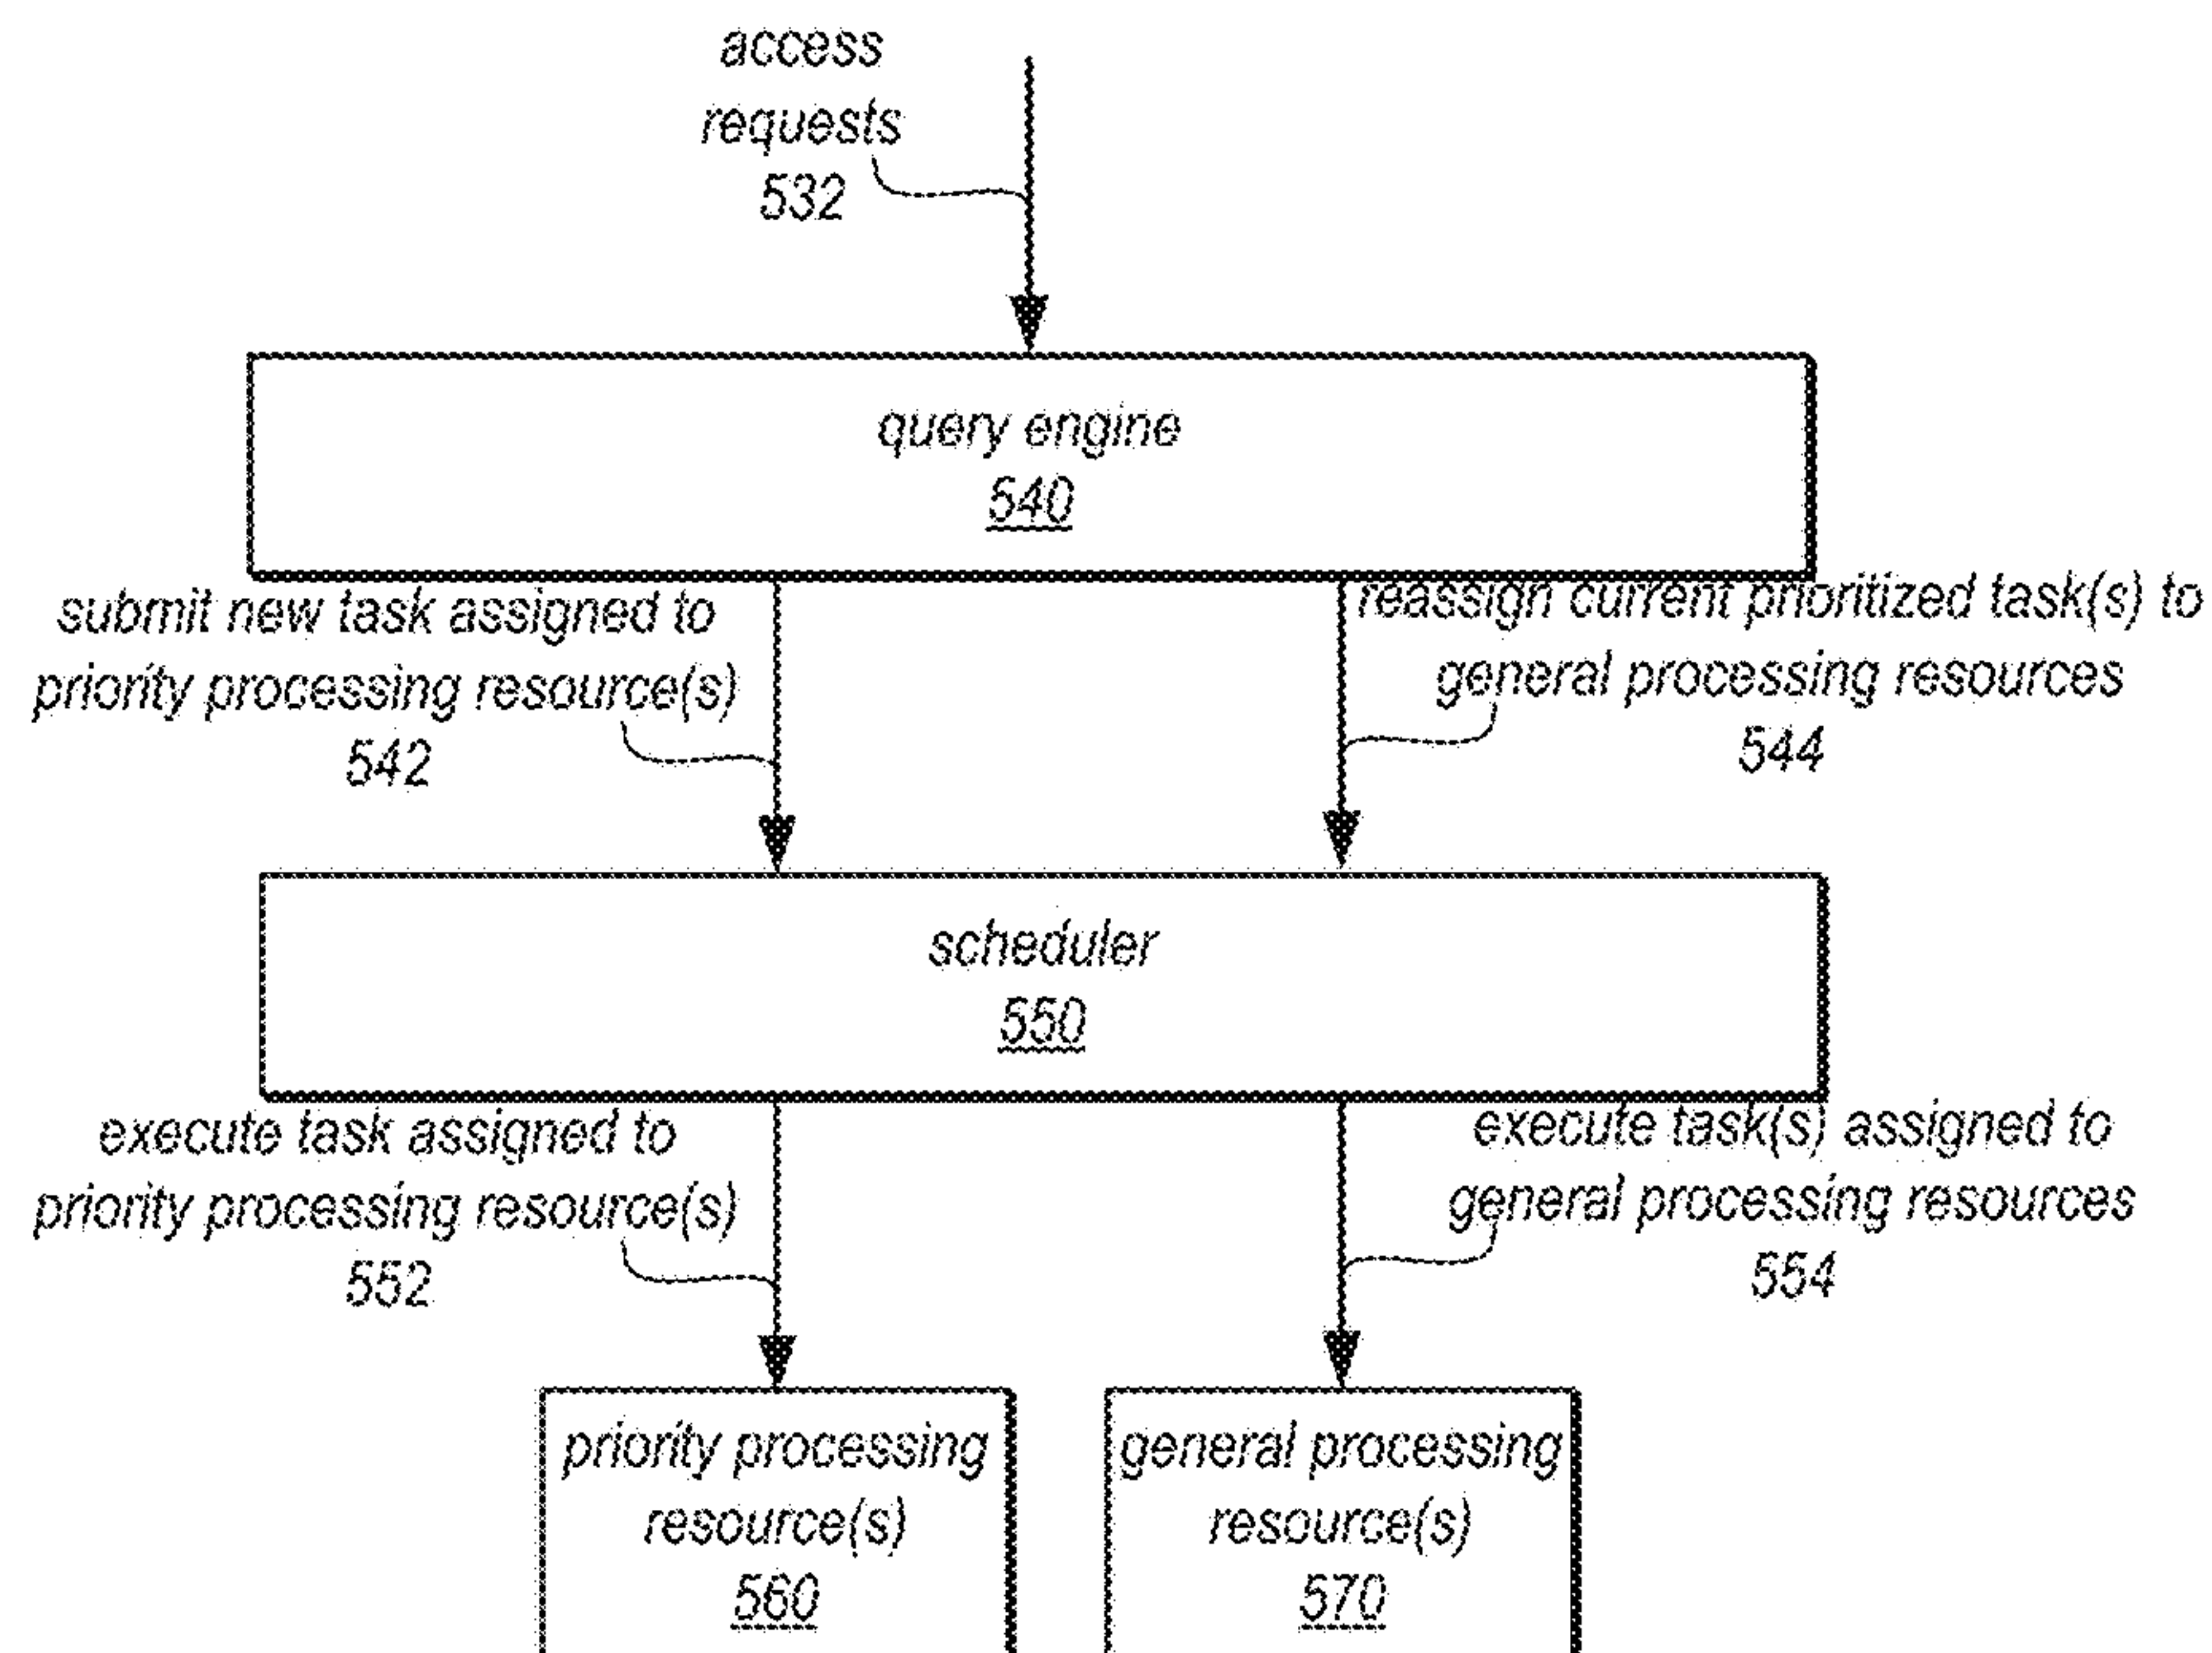 access
requests
532
query engine
540
submit new task assigned to
priority processing resource(s)
542
reassign current prioritized task(s) to
general processing resources
544
scheduler
550
execute task assigned to
priority processing resource(s)
552
execute task(s) assigned to
general processing resources
554
priority processing
resource(s)
560
general processing
resource(s)
570